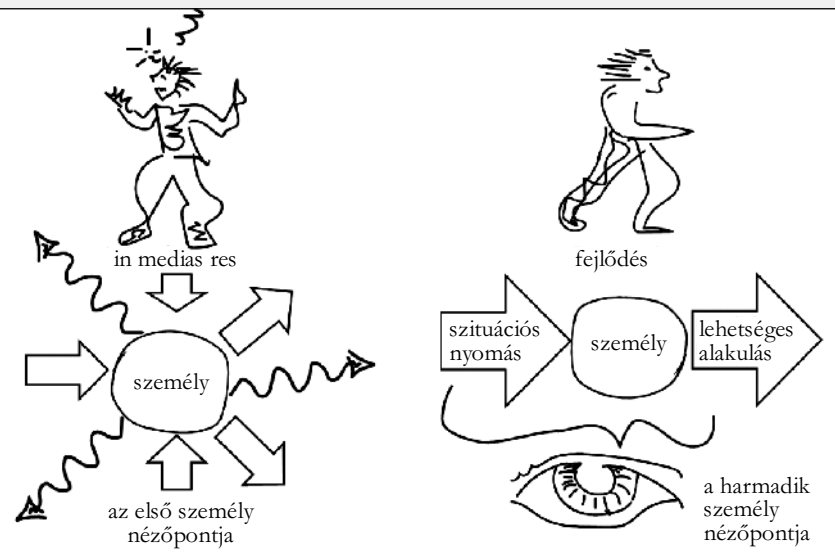 in medias res
személy
az első személy
nézőpontja
fejlődés
szituációs
nyomás
személy
lehetséges
alakulás
a harmadik
személy
nézőpontja